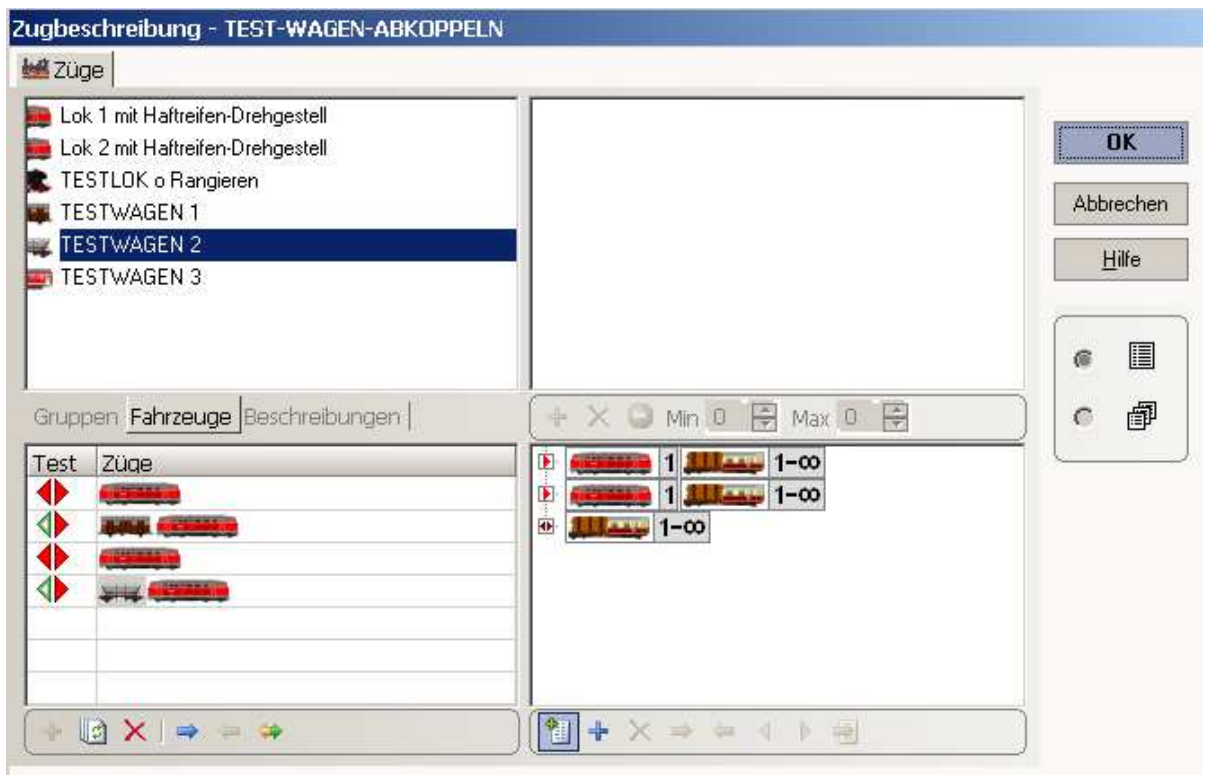 Zugbeschreibung - TEST-WAGEN-ABKOPPELN
Züge
Lok 1 mit Haftreifen-Drehgestell
Lok 2 mit Haftreifen-Drehgestell
TESTLOK o Rangieren
TESTWAGEN 1
TESTWAGEN 2
TESTWAGEN 3
OK
Abbrechen
Hilfe
Gruppen Fahrzeuge Beschreibungen
Min 0 Max 0
Test Züge
1 1-∞
1 1-∞
1-∞